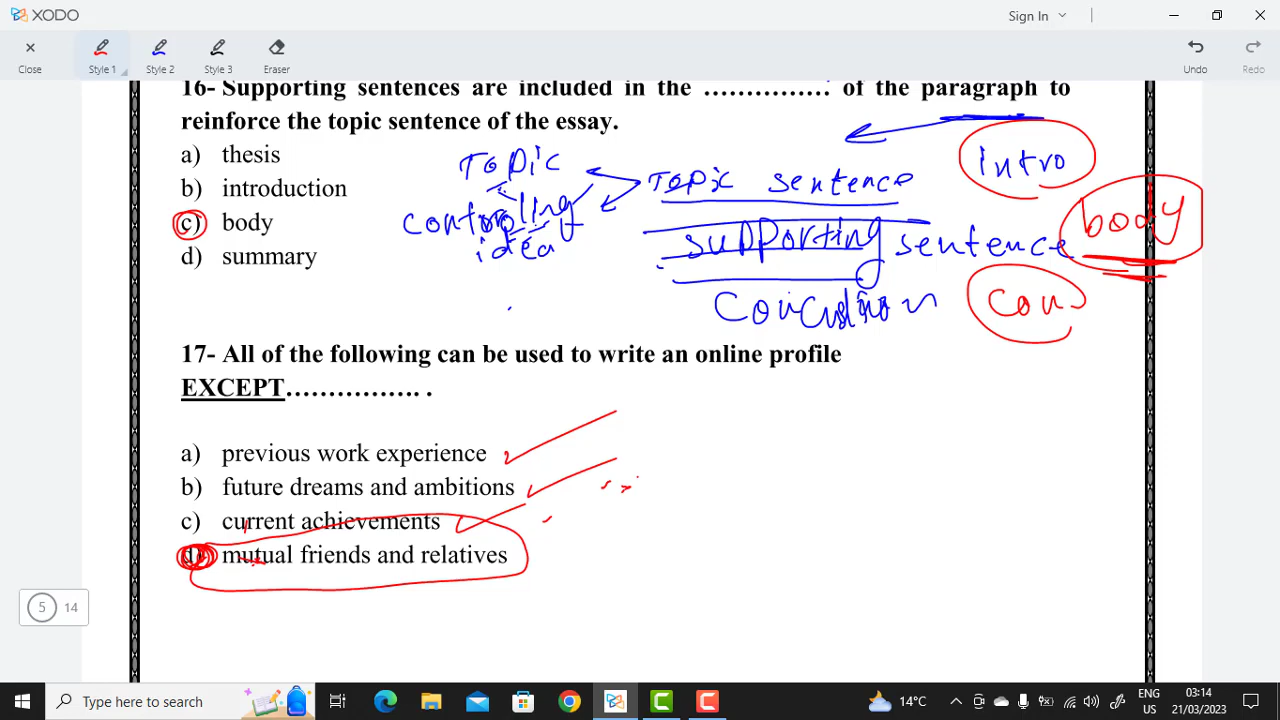 XODO
Sign In
Close
Style 1
Style 2
Style 3
Eraser
Undo
Redo
16- Supporting sentences are included in the …………… of the paragraph to
reinforce the topic sentence of the essay.
a) thesis
b) introduction
c) body
d) summary
Topic
controling
idea
Topic sentence
supporting sentence
intro
body
17- All of the following can be used to write an online profile
EXCEPT…………… .
a) previous work experience
b) future dreams and ambitions
c) current achievements
d) mutual friends and relatives
5 14
Type here to search
14°C
ENG
03:14
21/03/2023